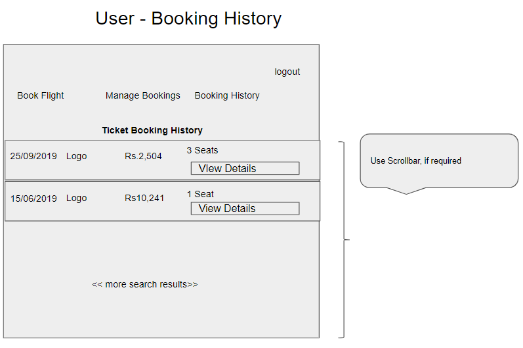 User - Booking History
logout
Book Flight Manage Bookings Booking History
Ticket Booking History
25/09/2019 Logo Rs.2,504 3 Seats
View Details
15/06/2019 Logo Rs10,241 1 Seat
View Details
<< more search results>>
Use Scrollbar, if required